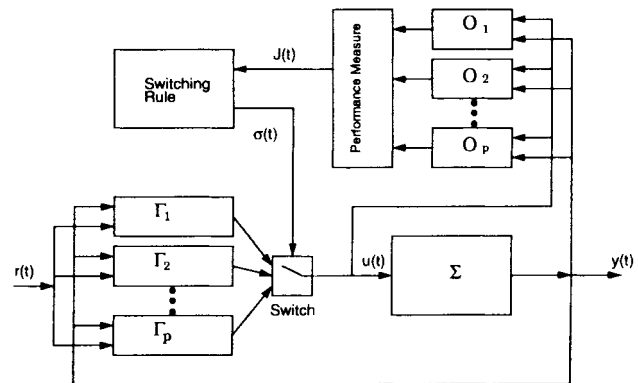 Switching
Rule
J(t)
σ(t)
Performance Measure
O 1
O 2
O p
Γ1
Γ2
Γp
r(t)
Switch
u(t)
Σ
y(t)